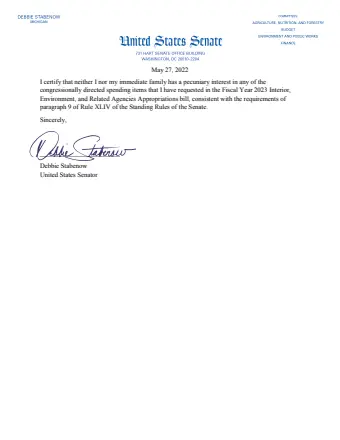 DEBBIE STABENOW
MICHIGAN
COMMITTEES:
AGRICULTURE, NUTRITION, AND FORESTRY
BUDGET
ENVIRONMENT AND PUBLIC WORKS
FINANCE
United States Senate
731 HART SENATE OFFICE BUILDING
WASHINGTON, DC 20510-2204
May 27, 2022
I certify that neither I nor my immediate family has a pecuniary interest in any of the
congressionally directed spending items that I have requested in the Fiscal Year 2023 Interior,
Environment, and Related Agencies Appropriations bill, consistent with the requirements of
paragraph 9 of Rule XLIV of the Standing Rules of the Senate.
Sincerely,
Debbie Stabenow
Debbie Stabenow
United States Senator